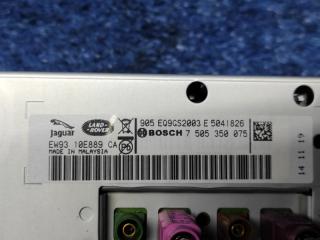 905 EQ9CS2003 E 5041826
JAGUAR
LAND-
ROVER
BOSCH 7 505 350 075
EW93 10E889 CA
MADE IN MALAYSIA
P6
14 11 19